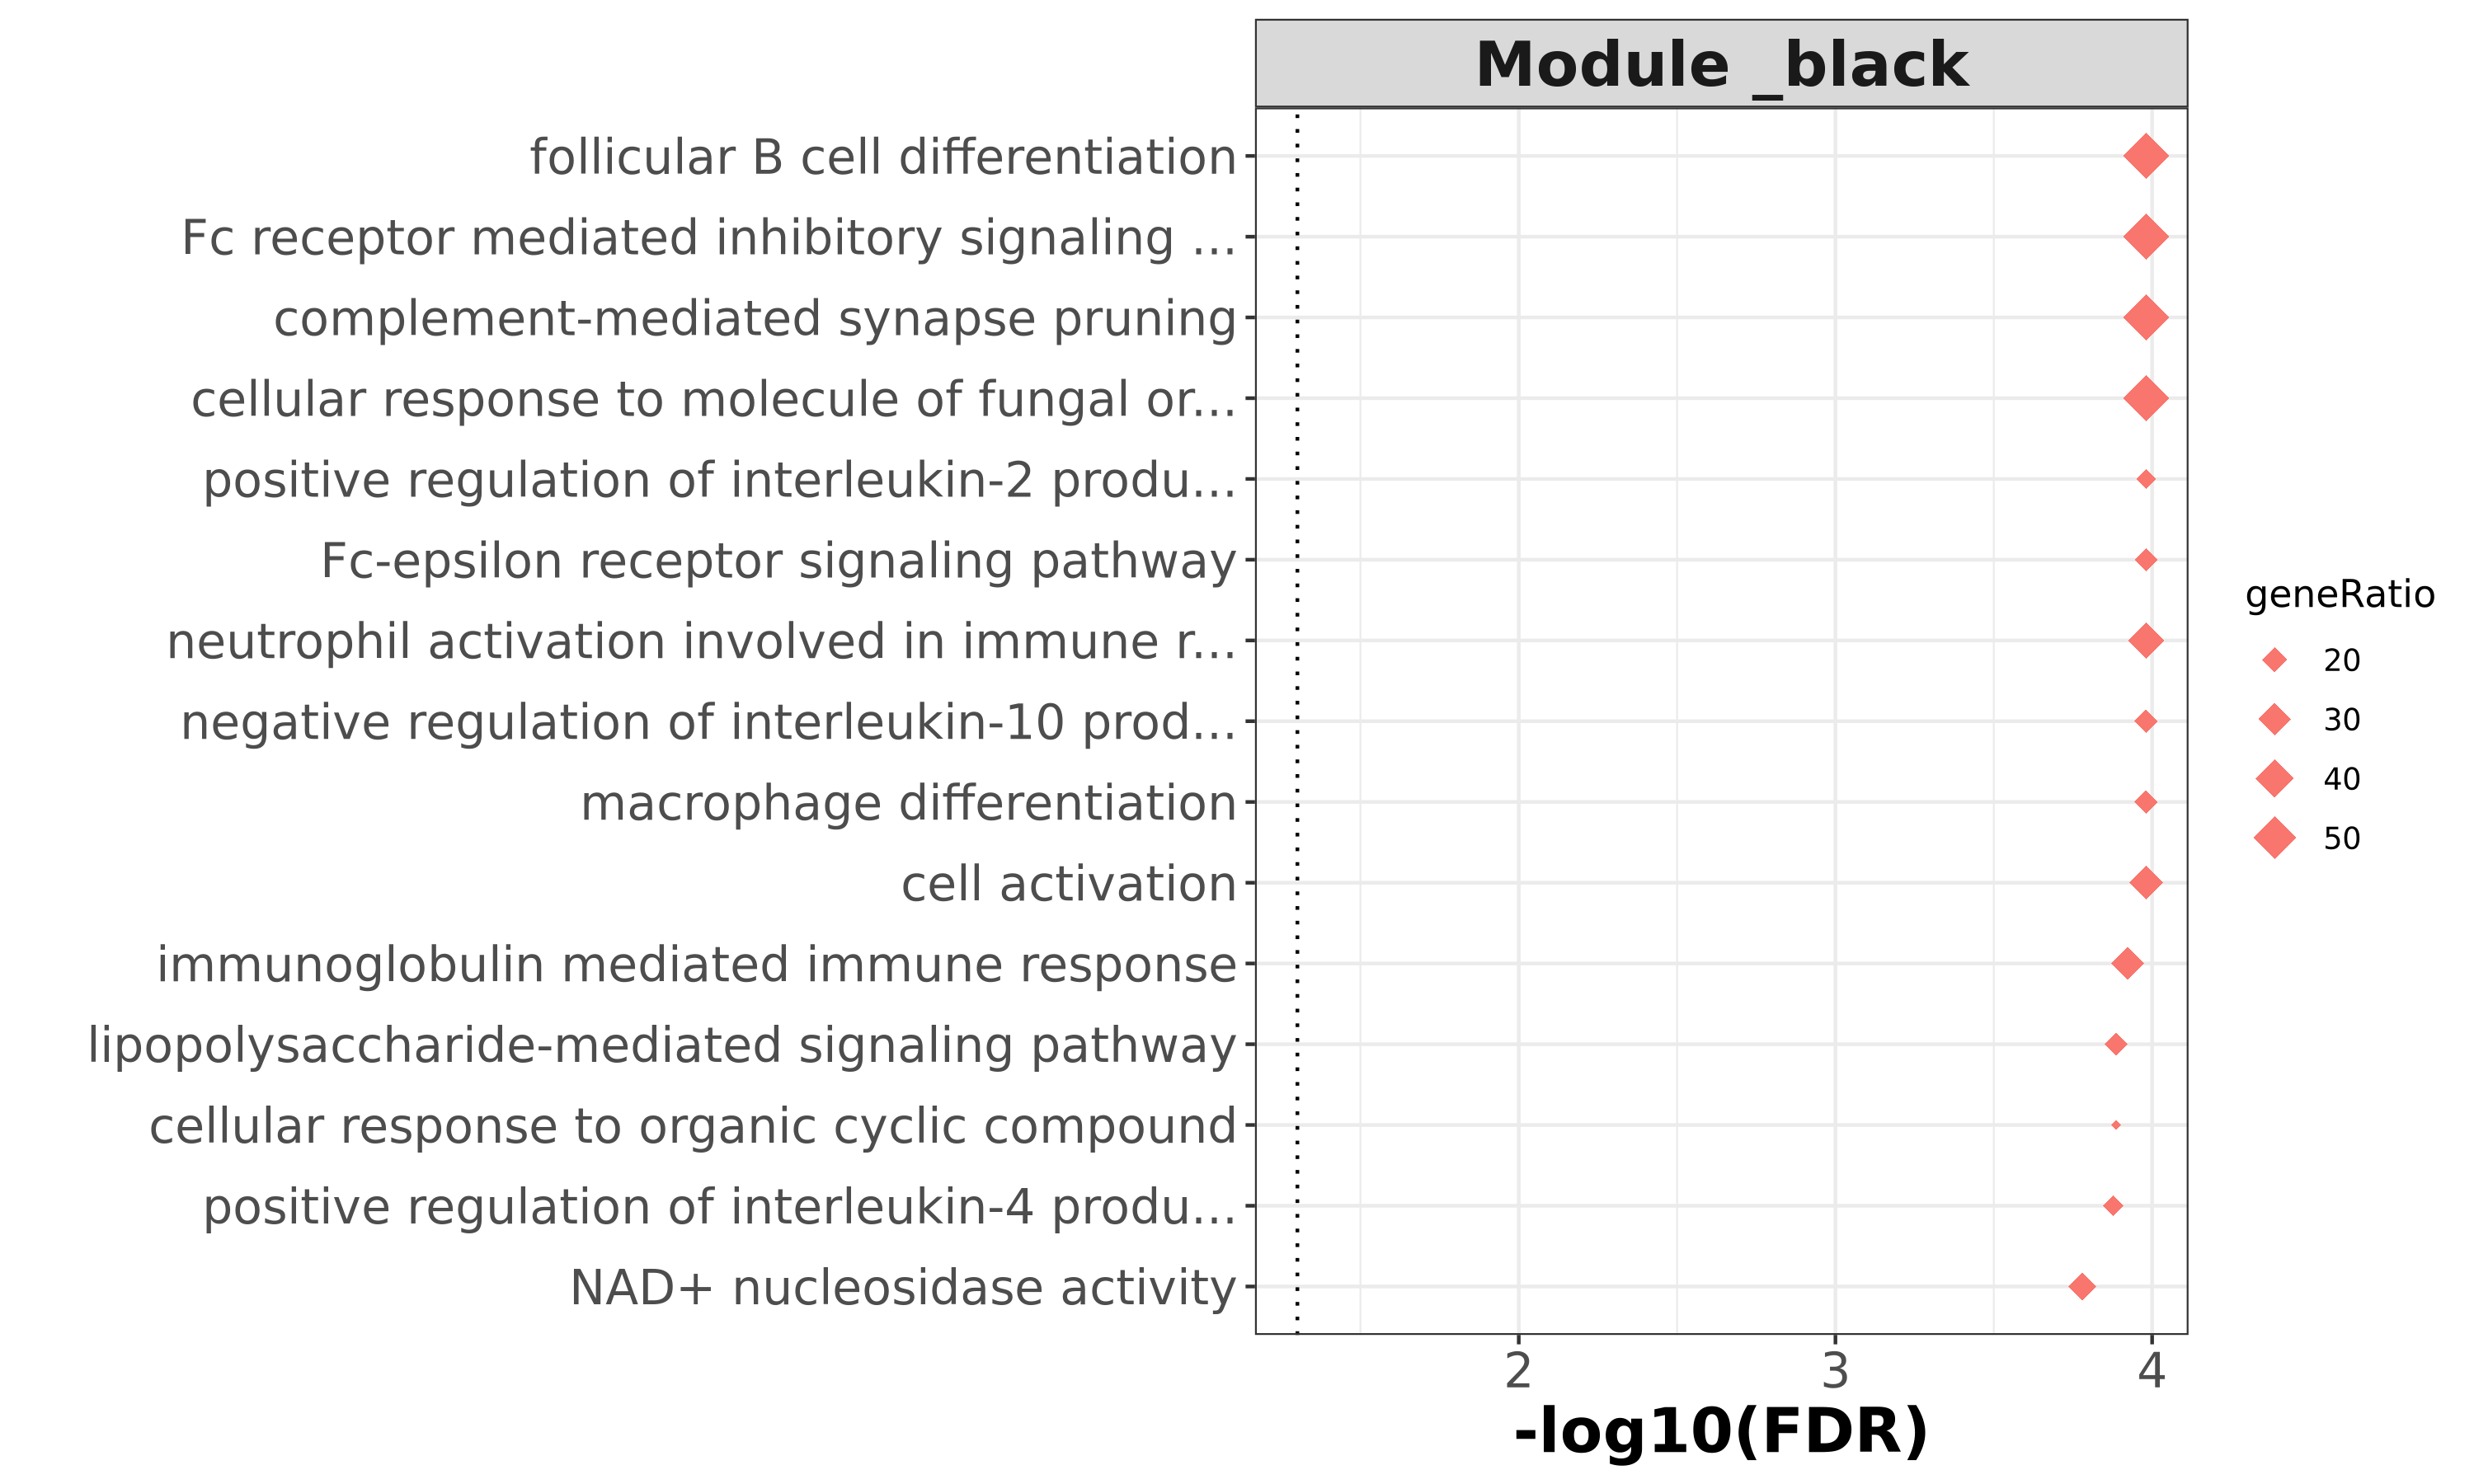 Module _black
follicular B cell differentiation
Fc receptor mediated inhibitory signaling ...
complement-mediated synapse pruning
cellular response to molecule of fungal or...
positive regulation of interleukin-2 produ...
Fc-epsilon receptor signaling pathway
neutrophil activation involved in immune r...
negative regulation of interleukin-10 prod...
macrophage differentiation
cell activation
immunoglobulin mediated immune response
lipopolysaccharide-mediated signaling pathway
cellular response to organic cyclic compound
positive regulation of interleukin-4 produ...
NAD+ nucleosidase activity
2 3 4
-log10(FDR)
geneRatio
20
30
40
50